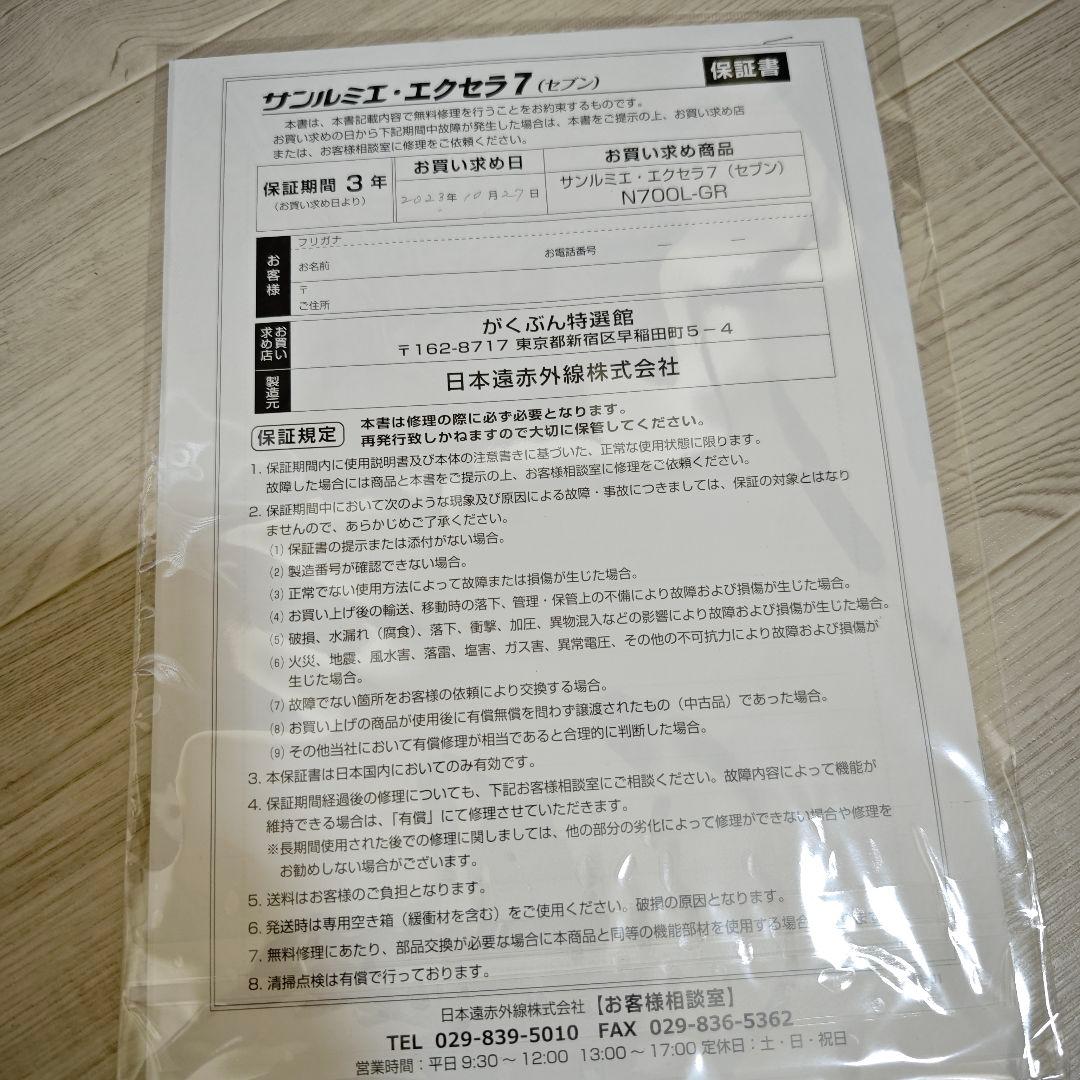 サンルミエ・エクセラ7(セブン)
保証書
本書は、本書記載内容で無料修理を行うことをお約束するものです。
お買い求めの日から下記期間中故障が発生した場合は、本書をご提示の上、お買い求め店
または、お客様相談室に修理をご依頼ください。
保証期間 3 年
(お買い求め日より)
お買い求め日
2023年 10月27日
お買い求め商品
サンルミエ・エクセラ7(セブン)
N700L-GR
お客様
フリガナ
お名前
お電話番号 ― ―
〒
ご住所
お買い求め店
がくぶん特選館
〒162-8717 東京都新宿区早稲田町5-4
製造元
日本遠赤外線株式会社
保証規定
本書は修理の際に必ず必要となります。
再発行致しかねますので大切に保管してください。
1. 保証期間内に使用説明書及び本体の注意書きに基づいた、正常な使用状態に限ります。
故障した場合には商品と本書をご提示の上、お客様相談室に修理をご依頼ください。
2. 保証期間中において次のような現象及び原因による故障・事故につきましては、保証の対象とはなり
ませんので、あらかじめご了承ください。
(1) 保証書の提示または添付がない場合。
(2) 製造番号が確認できない場合。
(3) 正常でない使用方法によって故障または損傷が生じた場合。
(4) お買い上げ後の輸送、移動時の落下、管理・保管上の不備により故障および損傷が生じた場合。
(5) 破損、水漏れ(腐食)、落下、衝撃、加圧、異物混入などの影響により故障および損傷が生じた場合。
(6) 火災、地震、風水害、落雷、塩害、ガス害、異常電圧、その他の不可抗力により故障および損傷が
生じた場合。
(7) 故障でない箇所をお客様の依頼により交換する場合。
(8) お買い上げの商品が使用後に有償無償を問わず譲渡されたもの(中古品)であった場合。
(9) その他当社において有償修理が相当であると合理的に判断した場合。
3. 本保証書は日本国内においてのみ有効です。
4. 保証期間経過後の修理についても、下記お客様相談室にご相談ください。故障内容によって機能が
維持できる場合は、「有償」にて修理させていただきます。
※長期間使用された後での修理に関しましては、他の部分の劣化によって修理ができない場合や修理を
お勧めしない場合がございます。
5. 送料はお客様のご負担となります。
6. 発送時は専用空き箱(緩衝材を含む)をご使用ください。破損の原因となります。
7. 無料修理にあたり、部品交換が必要な場合に本商品と同等の機能部材を使用する場合
8. 清掃点検は有償で行っております。
日本遠赤外線株式会社【お客様相談室】
TEL 029-839-5010 FAX 029-836-5362
営業時間:平日9:30～12:00 13:00～17:00 定休日:土・日・祝日